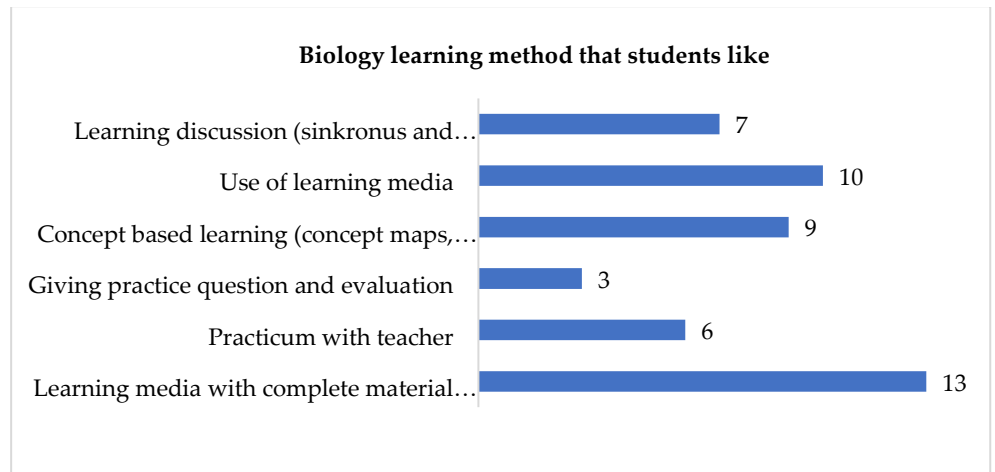 Biology learning method that students like
Learning discussion (sinkronus and... 7
Use of learning media 10
Concept based learning (concept maps,... 9
Giving practice question and evaluation 3
Practicum with teacher 6
Learning media with complete material... 13